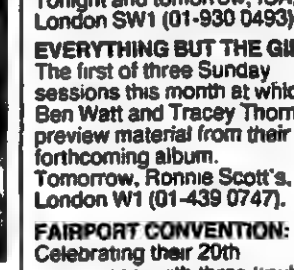 Tonight and tomorrow, ICA,
London SW1 (01-930 0493)
EVERYTHING BUT THE GI
The first of three Sunday
sessions this month at whic
Ben Watt and Tracey Thorn
preview material from their
forthcoming album.
Tomorrow, Ronnie Scott's,
London W1 (01-439 0747).
FAIRPORT CONVENTION:
Celebrating their 20th